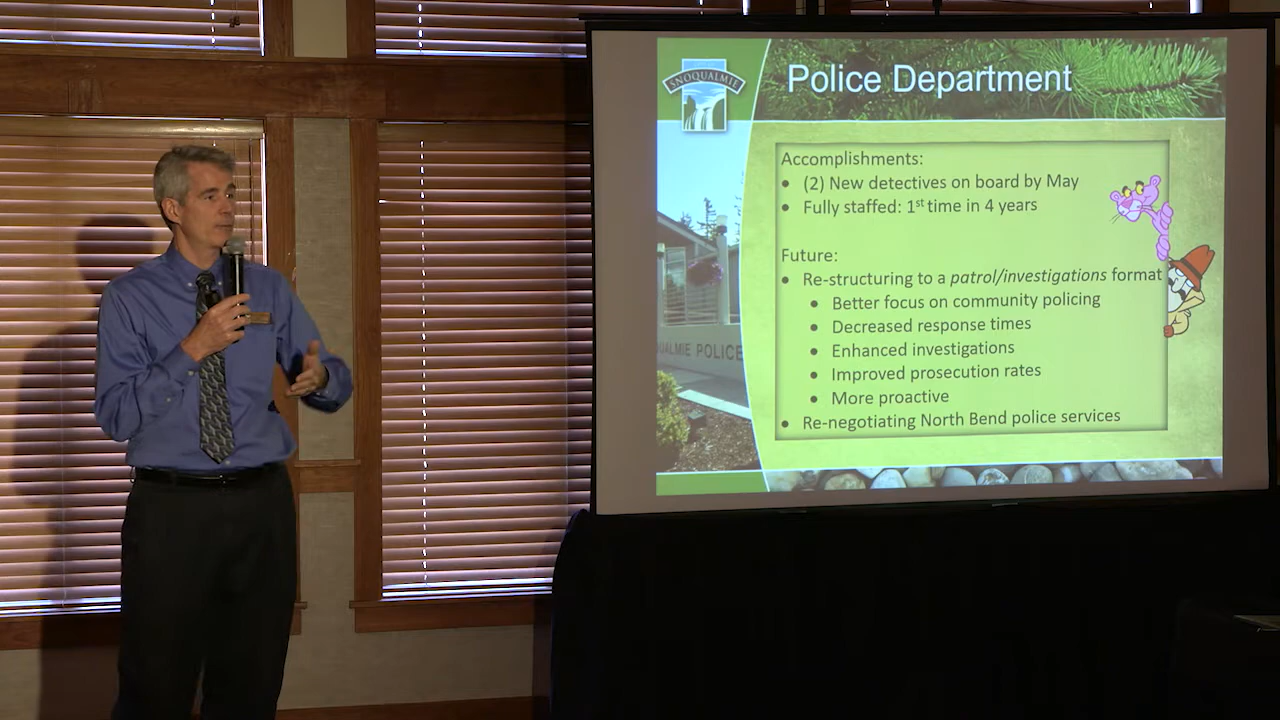 SNOQUALMIE
Police Department
Accomplishments:
• (2) New detectives on board by May
• Fully staffed: 1st time in 4 years
Future:
• Re-structuring to a patrol/investigations format
• Better focus on community policing
• Decreased response times
• Enhanced investigations
• Improved prosecution rates
• More proactive
• Re-negotiating North Bend police services
QUALMIE POLICE